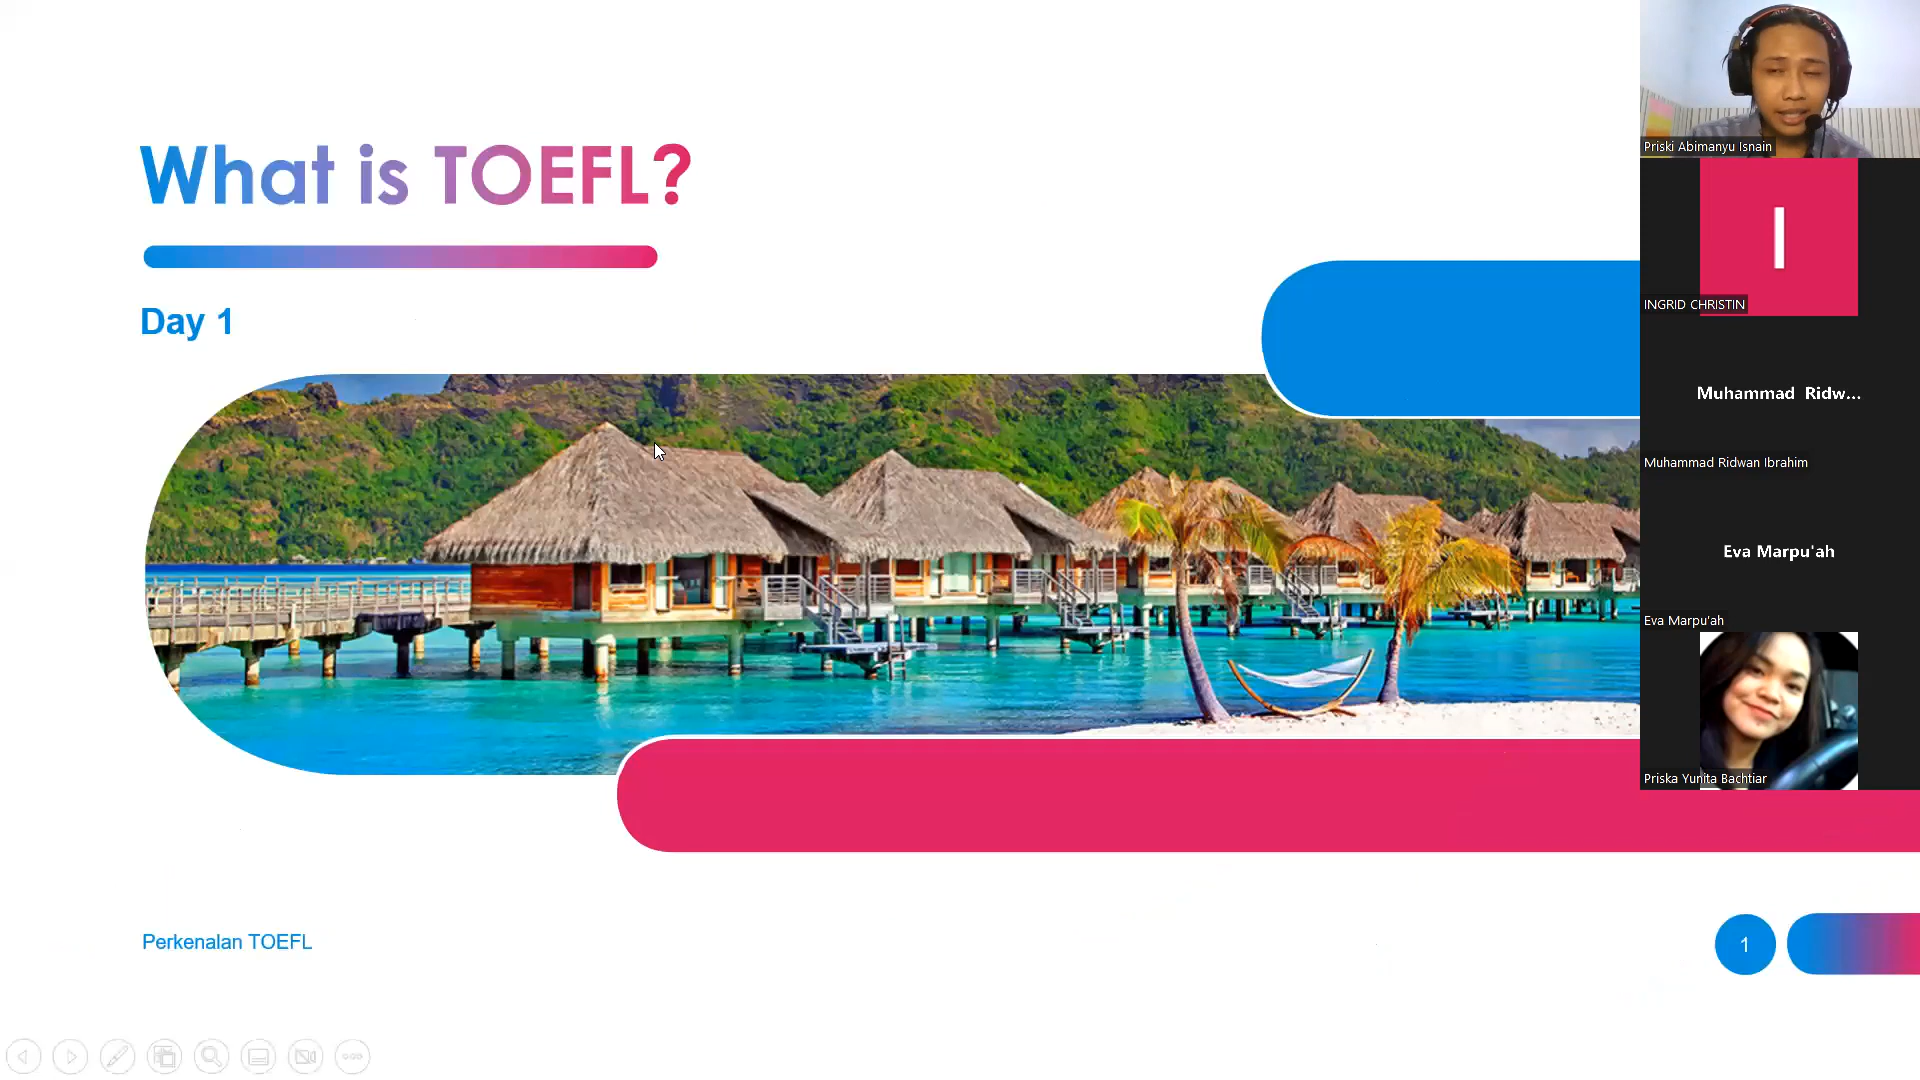 What is TOEFL?
Day 1
Perkenalan TOEFL
1
Priski Abimanyu Isnain
I
INGRID CHRISTIN
Muhammad Ridw...
Muhammad Ridwan Ibrahim
Eva Marpu'ah
Eva Marpu'ah
Priska Yunita Bachtiar